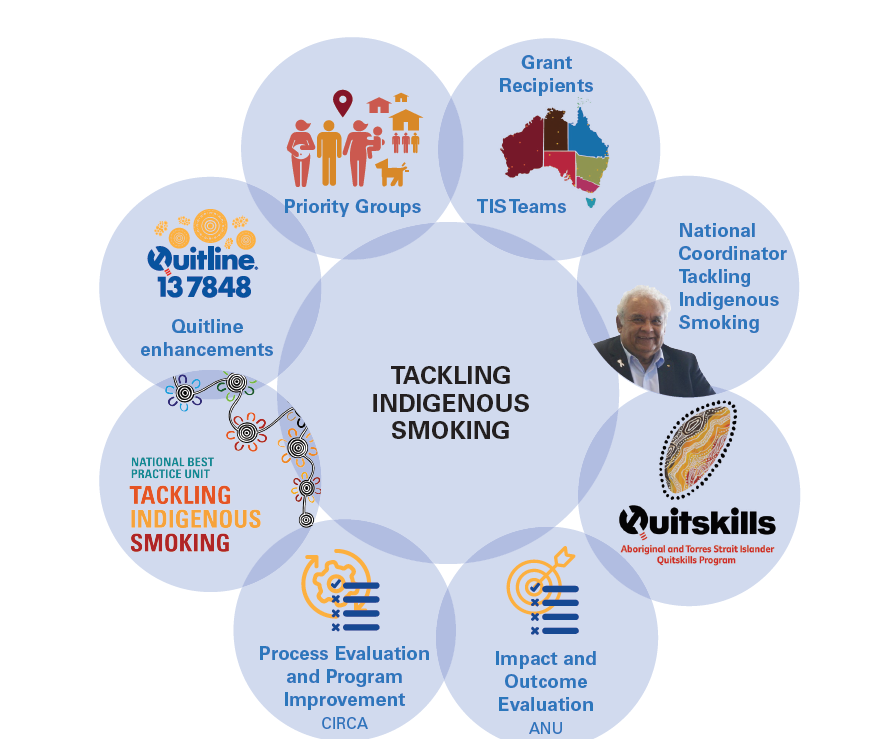 Grant
Recipients
TIS Teams
Priority Groups
National
Coordinator
Tackling
Indigenous
Smoking
Quitline.
13 7848
Quitline
enhancements
TACKLING
INDIGENOUS
SMOKING
NATIONAL BEST
PRACTICE UNIT
TACKLING
INDIGENOUS
SMOKING
Quitskills
Aboriginal and Torres Strait Islander
Quitskills Program
Process Evaluation
and Program
Improvement
CIRCA
Impact and
Outcome
Evaluation
ANU